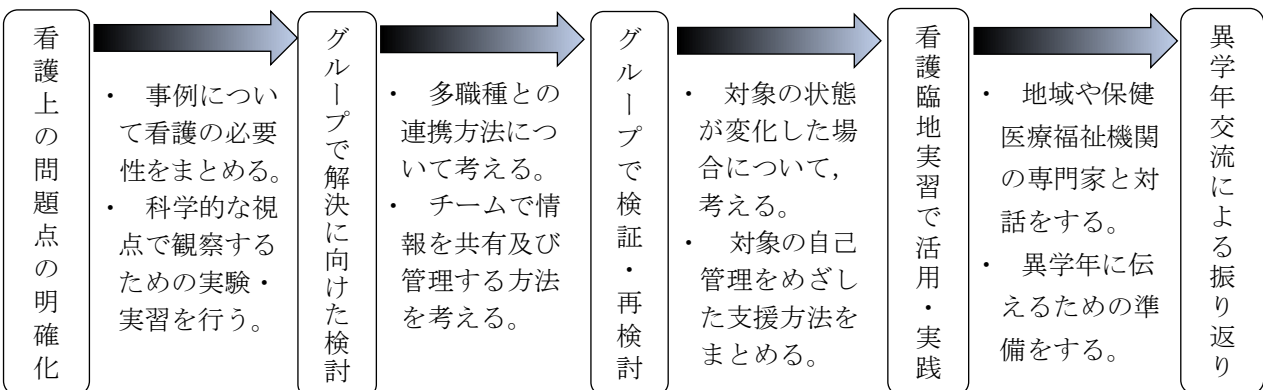 看護上の問題点の明確化
・　事例につい
て看護の必要
性をまとめる。
・　科学的な視
点で観察する
ための実験・
実習を行う。
グループで解決に向けた検討
・　多職種との
連携方法につ
いて考える。
・　チームで情
報を共有及び
管理する方法
を考える。
グループで検証・再検討
・　対象の状態
が変化した場
合について，
考える。
・　対象の自己
管理をめざし
た支援方法を
まとめる。
看護臨地実習で活用・実践
・　地域や保健
医療福祉機関
の専門家と対
話をする。
・　異学年に伝
えるための準
備をする。
異学年交流による振り返り